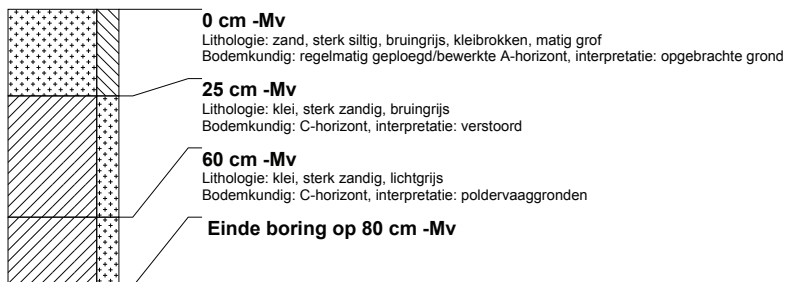 0 cm -Mv
Lithologie: zand, sterk siltig, bruingrijs, kleibrokken, matig grof
Bodemkundig: regelmatig geploegd/bewerkte A-horizont, interpretatie: opgebrachte grond
25 cm -Mv
Lithologie: klei, sterk zandig, bruingrijs
Bodemkundig: C-horizont, interpretatie: verstoord
60 cm -Mv
Lithologie: klei, sterk zandig, lichtgrijs
Bodemkundig: C-horizont, interpretatie: poldervaaggronden
Einde boring op 80 cm -Mv